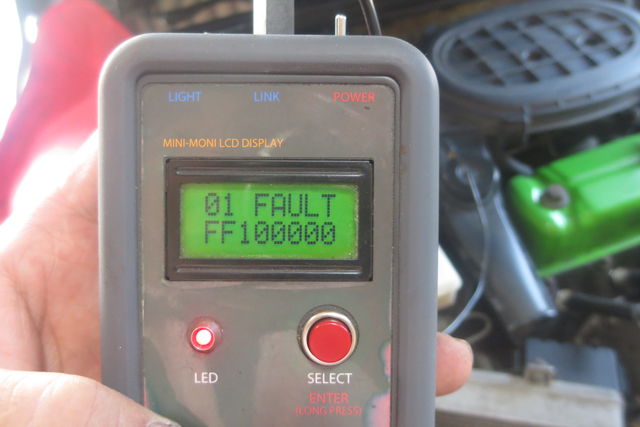 LIGHT LINK POWER
MINI-MONI LCD DISPLAY
01 FAULT
FF100000
LED SELECT
ENTER
(LONG PRESS)